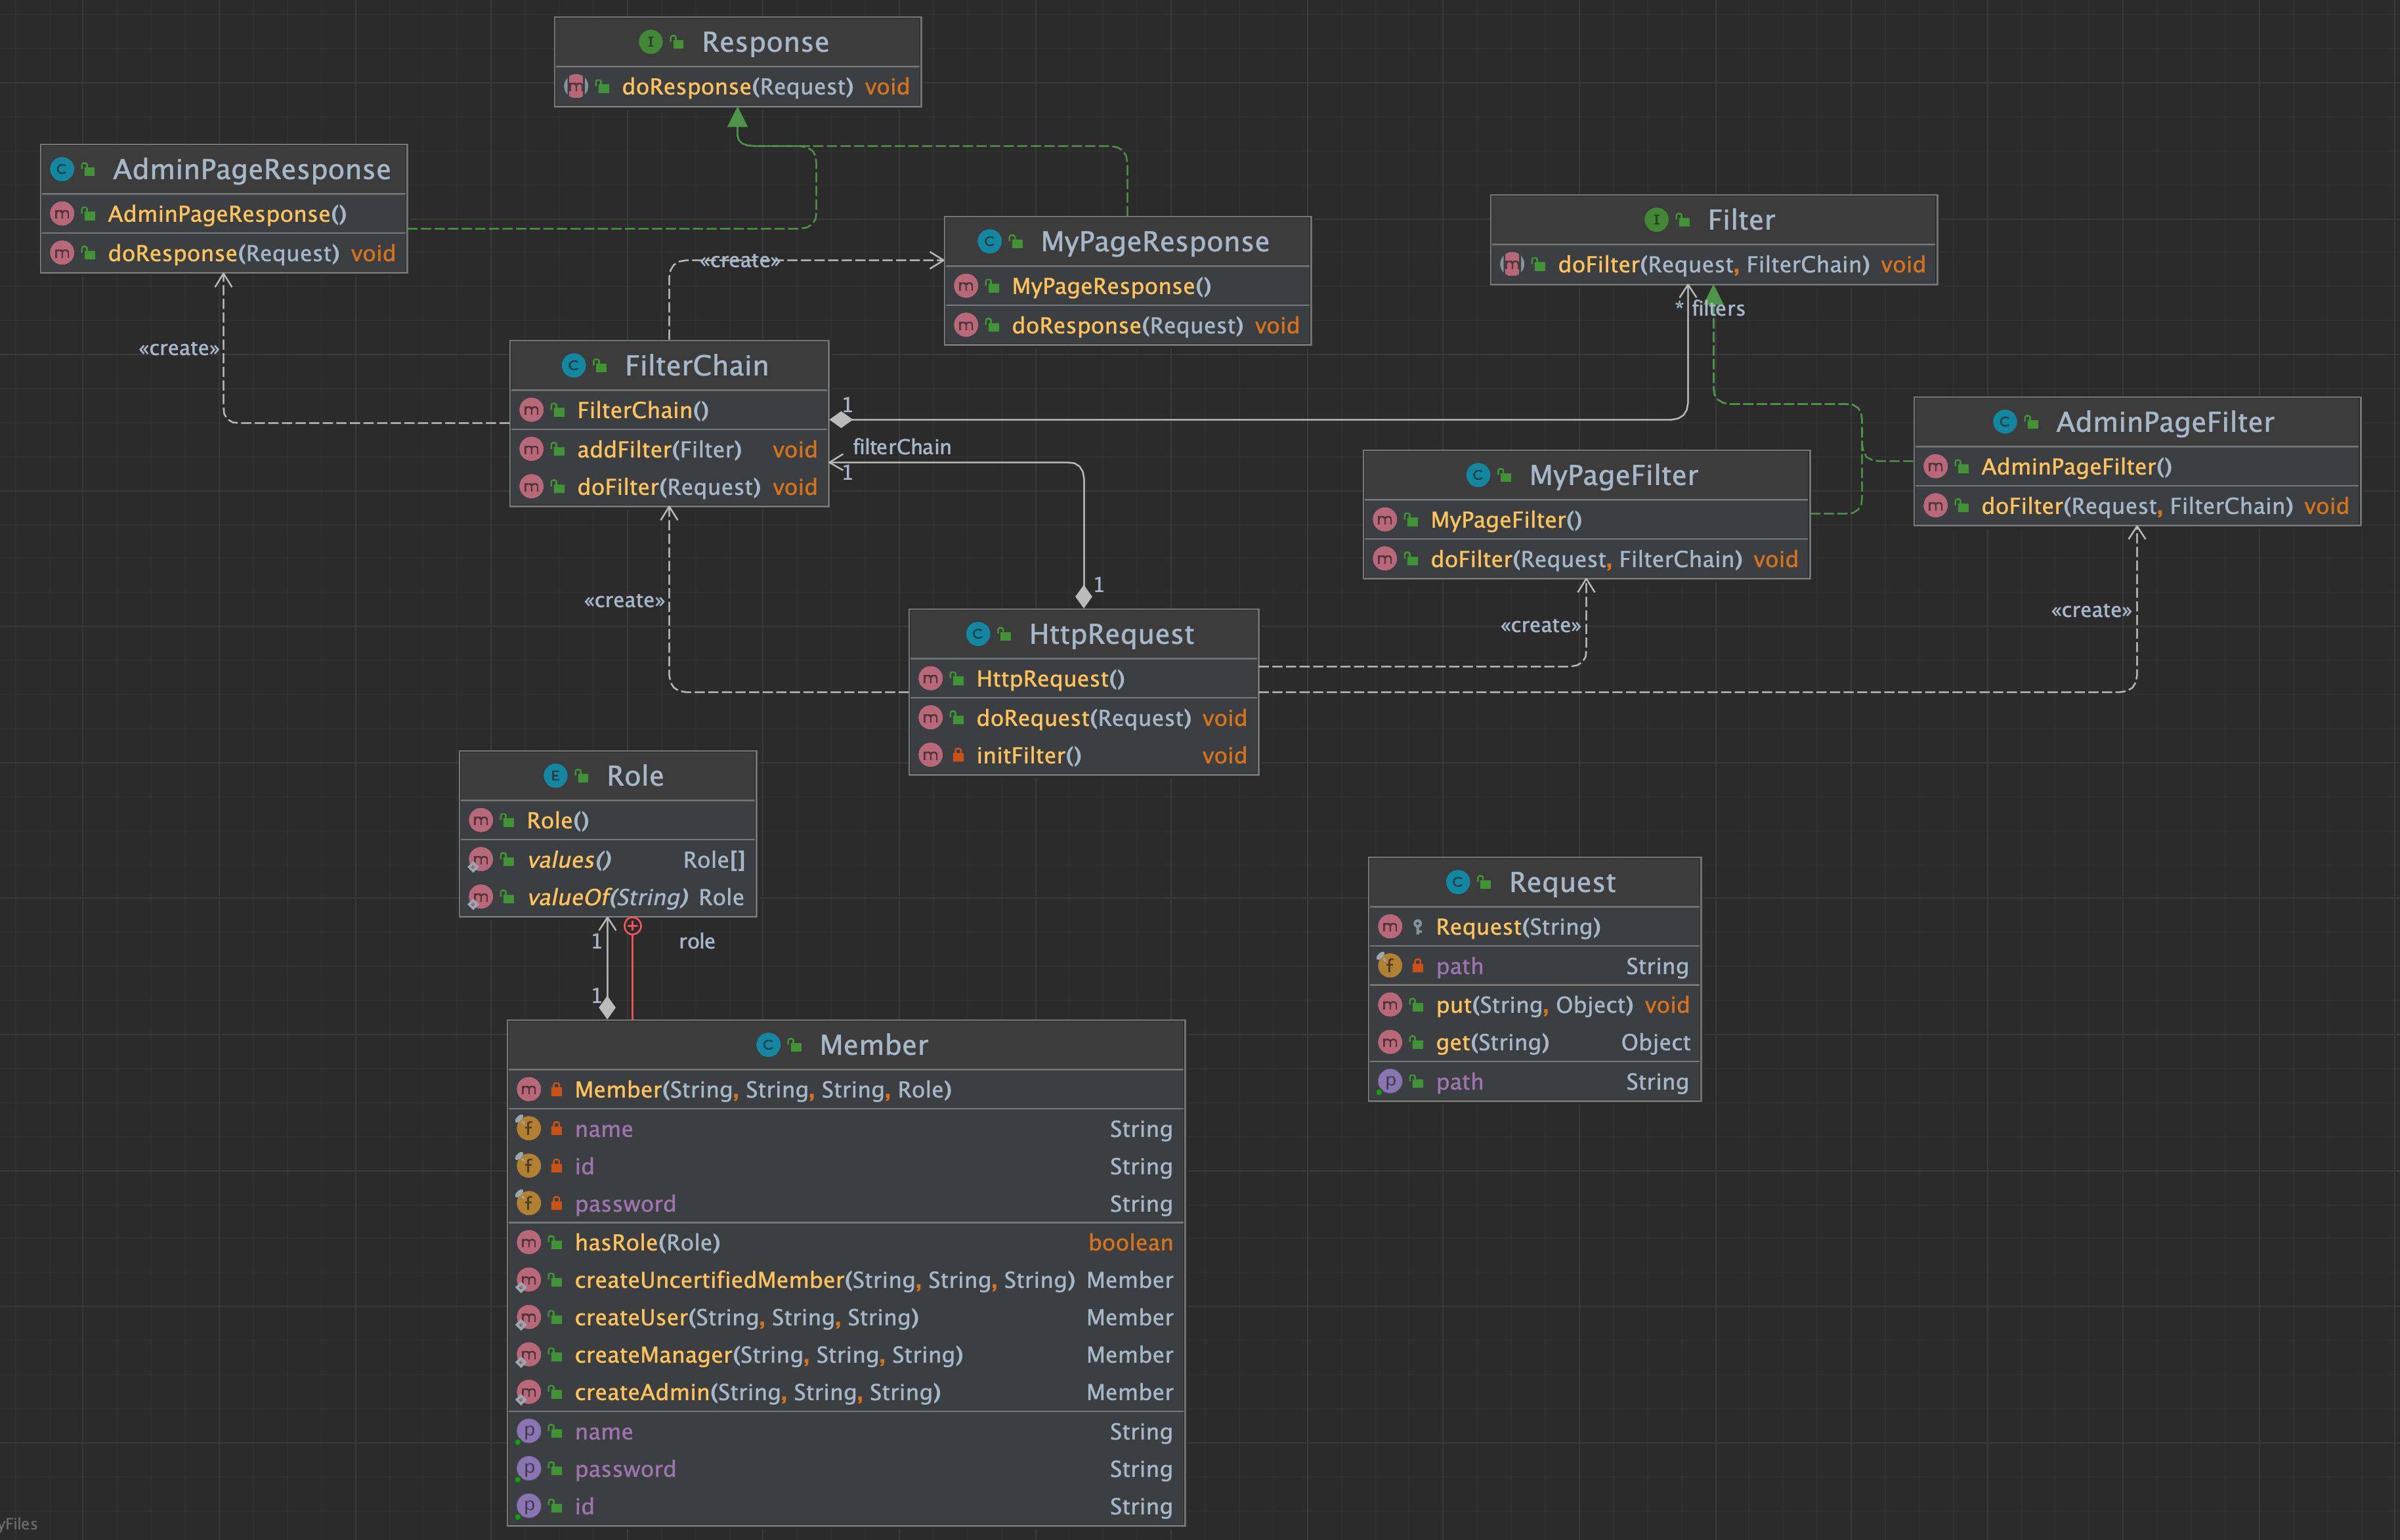 Response
doResponse(Request) void
AdminPageResponse
AdminPageResponse()
doResponse(Request) void
MyPageResponse
MyPageResponse()
doResponse(Request) void
Filter
doFilter(Request, FilterChain) void
«create»
* filters
«create»
FilterChain
FilterChain()
addFilter(Filter) void
doFilter(Request) void
1
filterChain
1
AdminPageFilter
AdminPageFilter()
doFilter(Request, FilterChain) void
MyPageFilter
MyPageFilter()
doFilter(Request, FilterChain) void
«create»
1
«create»
«create»
HttpRequest
HttpRequest()
doRequest(Request) void
initFilter() void
Role
Role()
values() Role[]
valueOf(String) Role
1
role
1
Request
Request(String)
path String
put(String, Object) void
get(String) Object
path String
Member
Member(String, String, String, Role)
name String
id String
password String
hasRole(Role) boolean
createUncertifiedMember(String, String, String) Member
createUser(String, String, String) Member
createManager(String, String, String) Member
createAdmin(String, String, String) Member
name String
password String
id String
yFiles